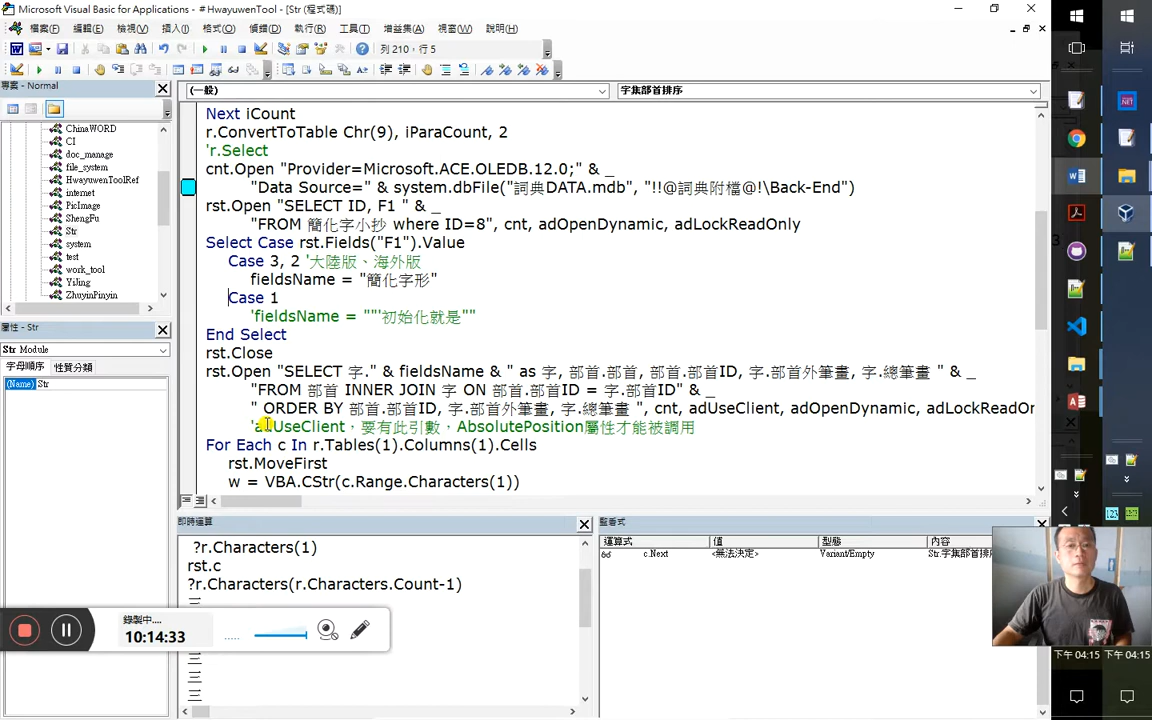 Microsoft Visual Basic for Applications - #HwayuwenTool - [Str (程式碼)]
檔案(F) 編輯(E) 檢視(V) 插入(I) 格式(O) 偵錯(D) 執行(R) 工具(T) 增益集(A) 視窗(W) 說明(H)
列 210，行 5
專案 - Normal
(一般)
字集部首排序
ChinaWORD
CI
doc_manage
file_system
HwayuwenToolRef
internet
PicImage
ShengFu
Str
system
test
work_tool
YiJing
ZhuyinPinyin
屬性 - Str
Str Module
字母順序 性質分類
(Name) Str
Next iCount
r.ConvertToTable Chr(9), iParaCount, 2
'r.Select
cnt.Open "Provider=Microsoft.ACE.OLEDB.12.0;" & _
"Data Source=" & system.dbFile("詞典DATA.mdb", "!!@詞典附檔@!\Back-End")
rst.Open "SELECT ID, F1 " & _
"FROM 簡化字小抄 where ID=8", cnt, adOpenDynamic, adLockReadOnly
Select Case rst.Fields("F1").Value
Case 3, 2 '大陸版、海外版
fieldsName = "簡化字形"
Case 1
'fieldsName = """初始化就是""
End Select
rst.Close
rst.Open "SELECT 字." & fieldsName & " as 字, 部首.部首, 部首.部首ID, 字.部首外筆畫, 字.總筆畫 " & _
"FROM 部首 INNER JOIN 字 ON 部首.部首ID = 字.部首ID" & _
" ORDER BY 部首.部首ID, 字.部首外筆畫, 字.總筆畫 ", cnt, adUseClient, adOpenDynamic, adLockReadOn
'adUseClient，要有此引數，AbsolutePosition屬性才能被調用
For Each c In r.Tables(1).Columns(1).Cells
rst.MoveFirst
w = VBA.CStr(c.Range.Characters(1))
即時運算
?r.Characters(1)
rst.c
?r.Characters(r.Characters.Count-1)
三
三
三
三
監看式
運算式 值 型態 內容
c.Next <無法決定> Variant/Empty Str.字集部首排
錄製中....
10:14:33
下午 04:15 下午 04:15